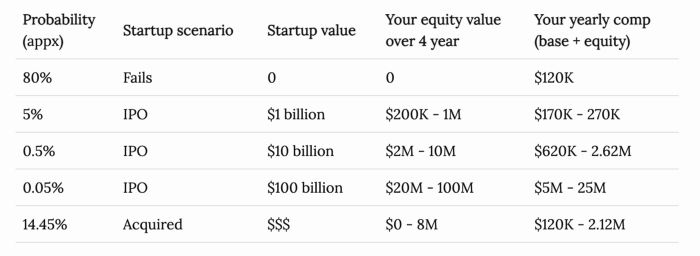 Probability (appx) Startup scenario Startup value Your equity value over 4 year Your yearly comp (base + equity)
80% Fails 0 0 $120K
5% IPO $1 billion $200K - 1M $170K - 270K
0.5% IPO $10 billion $2M - 10M $620K - 2.62M
0.05% IPO $100 billion $20M - 100M $5M - 25M
14.45% Acquired $$$ $0 - 8M $120K - 2.12M